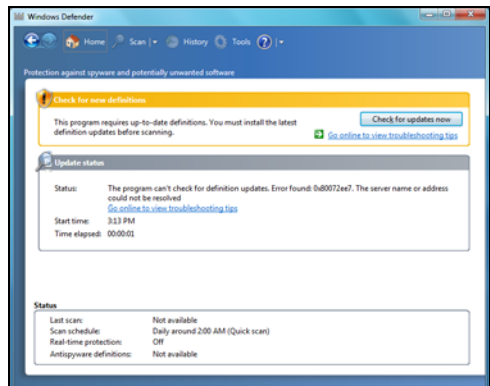 Windows Defender
Home Scan History Tools
Protection against spyware and potentially unwanted software
Check for new definitions
This program requires up-to-date definitions. You must install the latest
definition updates before scanning.
Check for updates now
Go online to view troubleshooting tips
Update status
Status: The program can't check for definition updates. Error found: 0x80072ee7. The server name or address
could not be resolved
Go online to view troubleshooting tips
Start time: 3:13 PM
Time elapsed: 00:00:01
Status
Last scan: Not available
Scan schedule: Daily around 2:00 AM (Quick scan)
Real-time protection: Off
Antispyware definitions: Not available